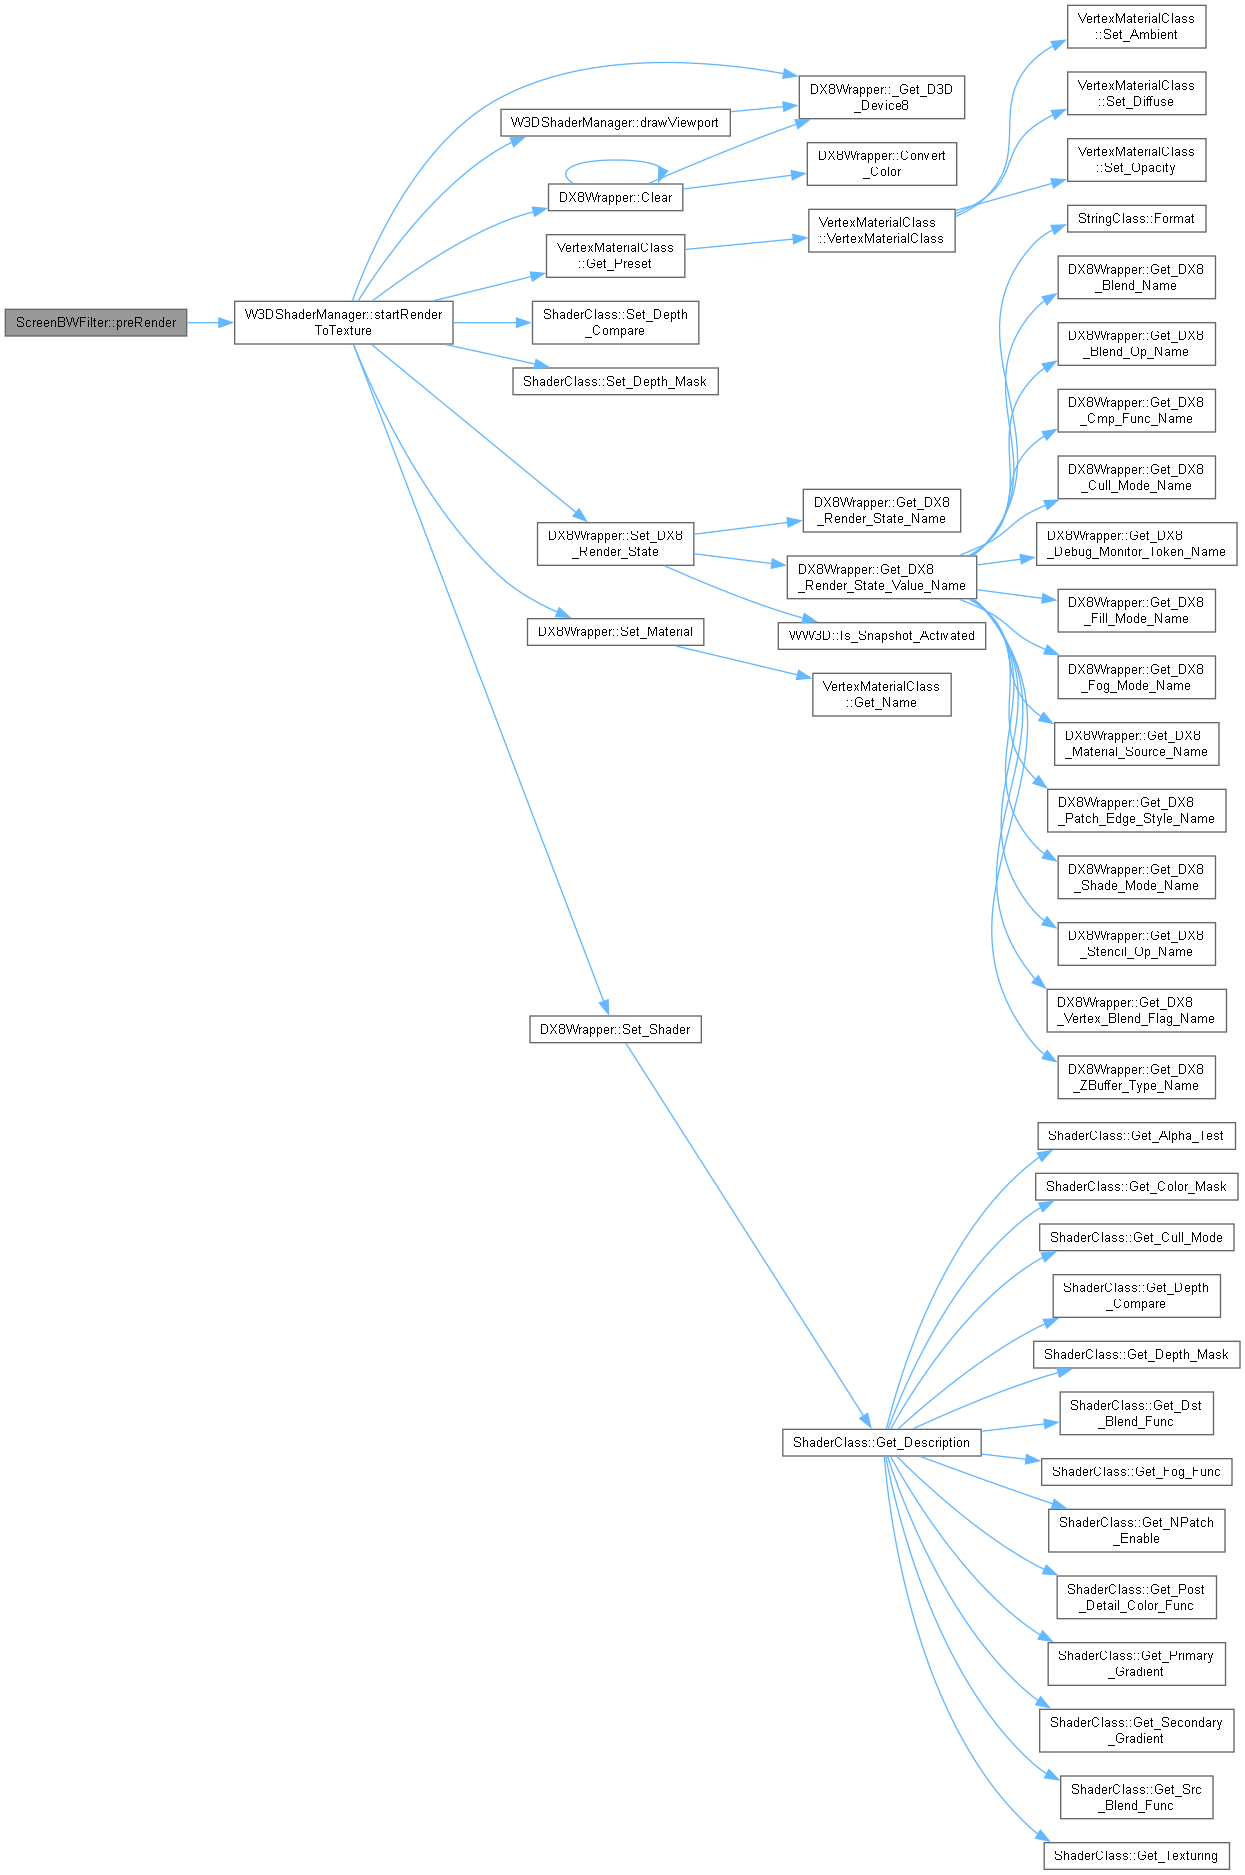 ScreenBWFilter::preRender
W3DShaderManager::startRender
ToTexture
DX8Wrapper::_Get_D3D
_Device8
W3DShaderManager::drawViewport
DX8Wrapper::Clear
DX8Wrapper::Convert
_Color
VertexMaterialClass
::Get_Preset
VertexMaterialClass
::VertexMaterialClass
VertexMaterialClass
::Set_Ambient
VertexMaterialClass
::Set_Diffuse
VertexMaterialClass
::Set_Opacity
ShaderClass::Set_Depth
_Compare
ShaderClass::Set_Depth_Mask
DX8Wrapper::Set_DX8
_Render_State
DX8Wrapper::Get_DX8
_Render_State_Name
DX8Wrapper::Get_DX8
_Render_State_Value_Name
WW3D::Is_Snapshot_Activated
StringClass::Format
DX8Wrapper::Get_DX8
_Blend_Name
DX8Wrapper::Get_DX8
_Blend_Op_Name
DX8Wrapper::Get_DX8
_Cmp_Func_Name
DX8Wrapper::Get_DX8
_Cull_Mode_Name
DX8Wrapper::Get_DX8
_Debug_Monitor_Token_Name
DX8Wrapper::Get_DX8
_Fill_Mode_Name
DX8Wrapper::Get_DX8
_Fog_Mode_Name
DX8Wrapper::Get_DX8
_Material_Source_Name
DX8Wrapper::Get_DX8
_Patch_Edge_Style_Name
DX8Wrapper::Get_DX8
_Shade_Mode_Name
DX8Wrapper::Get_DX8
_Stencil_Op_Name
DX8Wrapper::Get_DX8
_Vertex_Blend_Flag_Name
DX8Wrapper::Get_DX8
_ZBuffer_Type_Name
DX8Wrapper::Set_Material
VertexMaterialClass
::Get_Name
DX8Wrapper::Set_Shader
ShaderClass::Get_Description
ShaderClass::Get_Alpha_Test
ShaderClass::Get_Color_Mask
ShaderClass::Get_Cull_Mode
ShaderClass::Get_Depth
_Compare
ShaderClass::Get_Depth_Mask
ShaderClass::Get_Dst
_Blend_Func
ShaderClass::Get_Fog_Func
ShaderClass::Get_NPatch
_Enable
ShaderClass::Get_Post
_Detail_Color_Func
ShaderClass::Get_Primary
_Gradient
ShaderClass::Get_Secondary
_Gradient
ShaderClass::Get_Src
_Blend_Func
ShaderClass::Get_Texturing